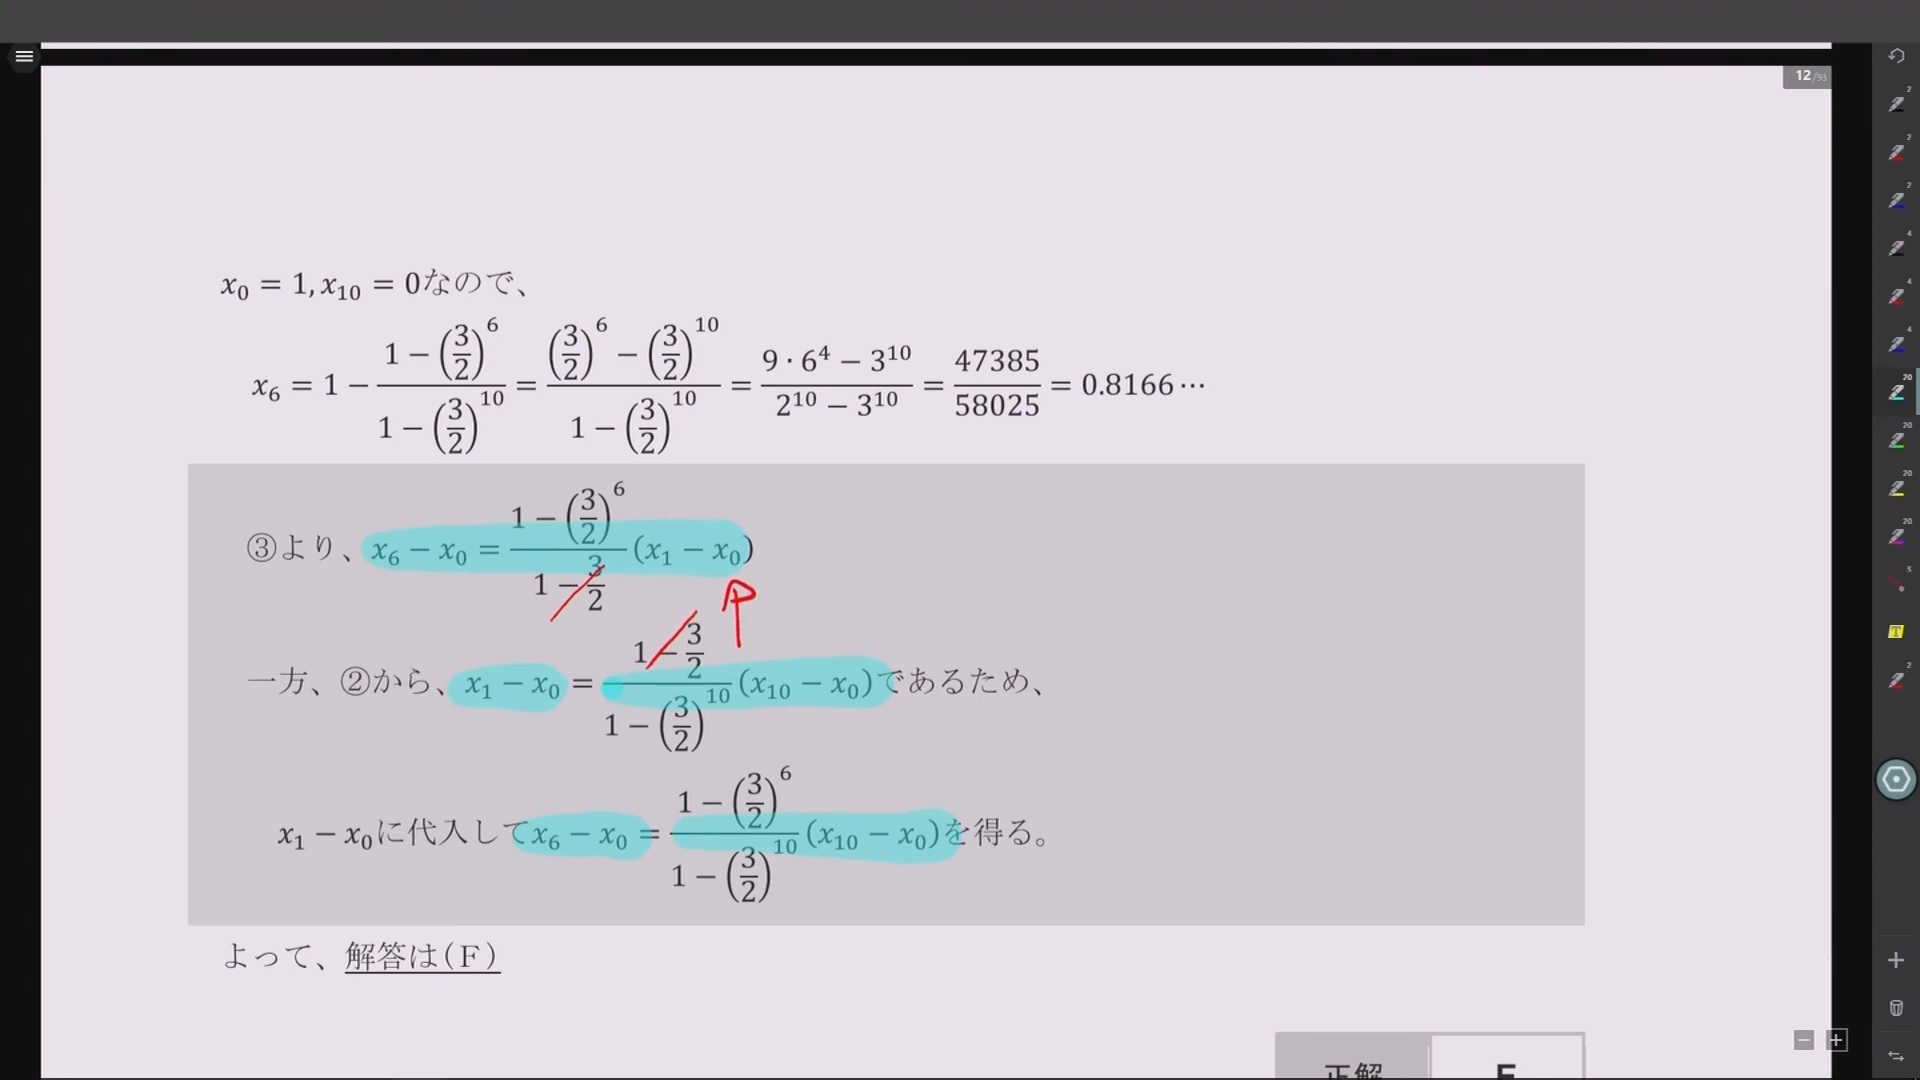 12/93
x₀ = 1, x₁₀ = 0なので、
x₆ = 1 − (1 − (3/2)⁶)/(1 − (3/2)¹⁰) = ((3/2)⁶ − (3/2)¹⁰)/(1 − (3/2)¹⁰) = (9 · 6⁴ − 3¹⁰)/(2¹⁰ − 3¹⁰) = 47385/58025 = 0.8166 ⋯
③より、x₆ − x₀ = (1 − (3/2)⁶)/(1 − 3/2) (x₁ − x₀)
一方、②から、x₁ − x₀ = (1 − 3/2)/(1 − (3/2)¹⁰) (x₁₀ − x₀)であるため、
x₁ − x₀に代入してx₆ − x₀ = (1 − (3/2)⁶)/(1 − (3/2)¹⁰) (x₁₀ − x₀)を得る。
よって、解答は(F)
正解 F